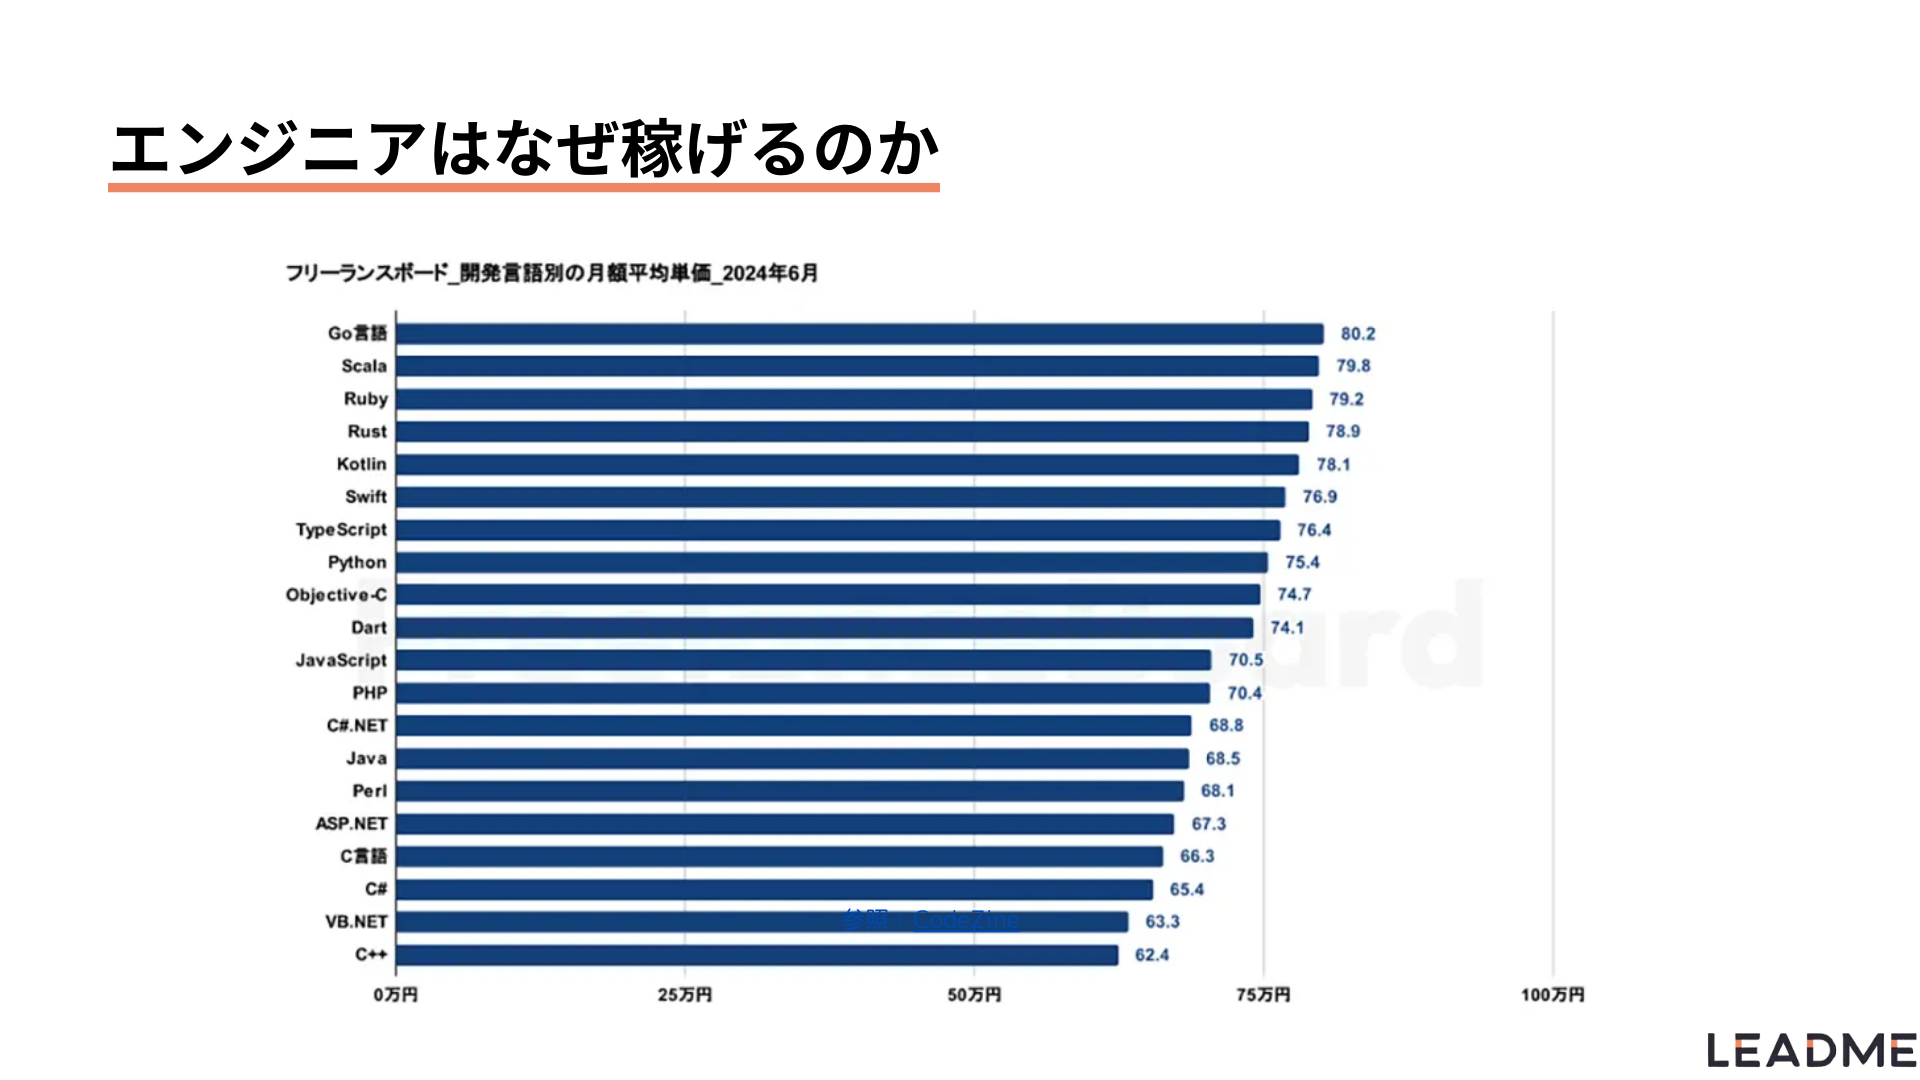 エンジニアはなぜ稼げるのか
フリーランスボード_開発言語別の月額平均単価_2024年6月
Go言語 80.2
Scala 79.8
Ruby 79.2
Rust 78.9
Kotlin 78.1
Swift 76.9
TypeScript 76.4
Python 75.4
Objective-C 74.7
Dart 74.1
JavaScript 70.5
PHP 70.4
C#.NET 68.8
Java 68.5
Perl 68.1
ASP.NET 67.3
C言語 66.3
C# 65.4
VB.NET 63.3
参照 CodeZine
C++ 62.4
0万円 25万円 50万円 75万円 100万円
LEADME